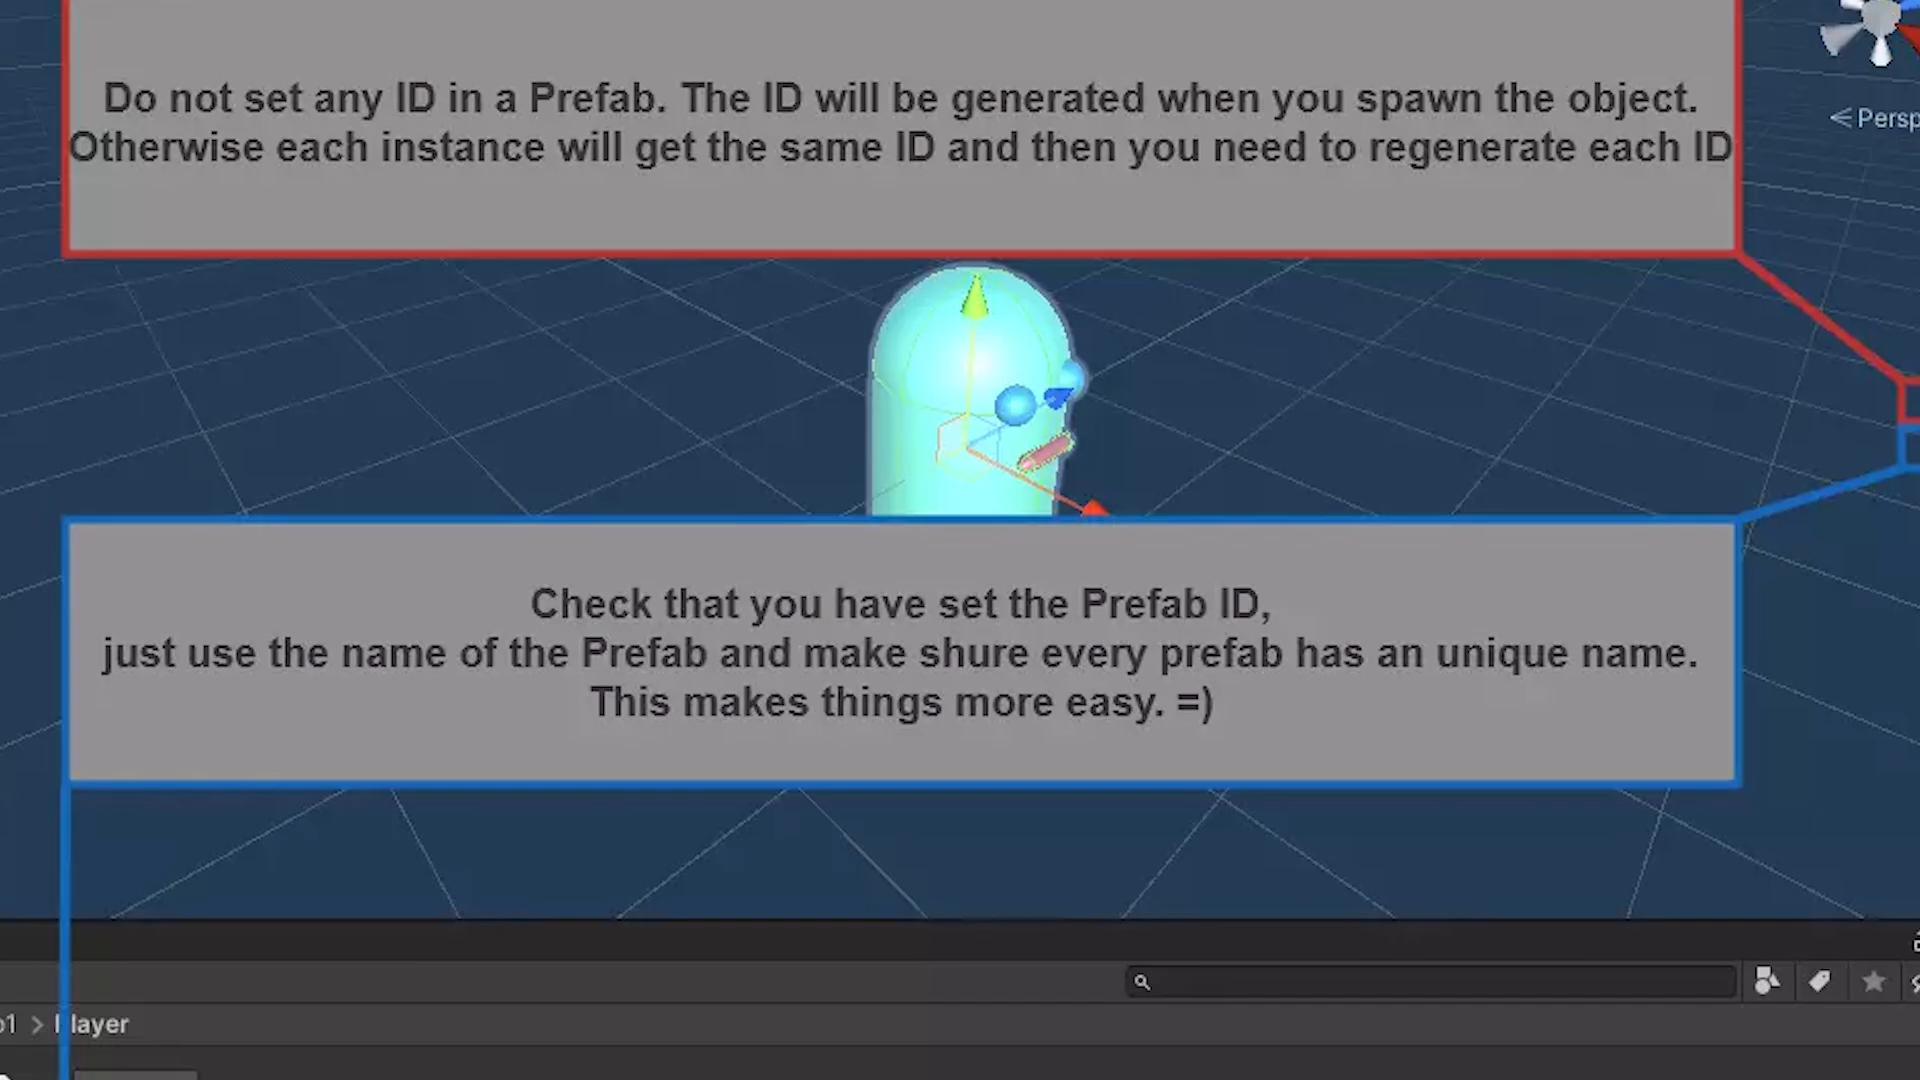 Do not set any ID in a Prefab. The ID will be generated when you spawn the object.
Otherwise each instance will get the same ID and then you need to regenerate each ID
Persp
Check that you have set the Prefab ID,
just use the name of the Prefab and make shure every prefab has an unique name.
This makes things more easy. =)
Player